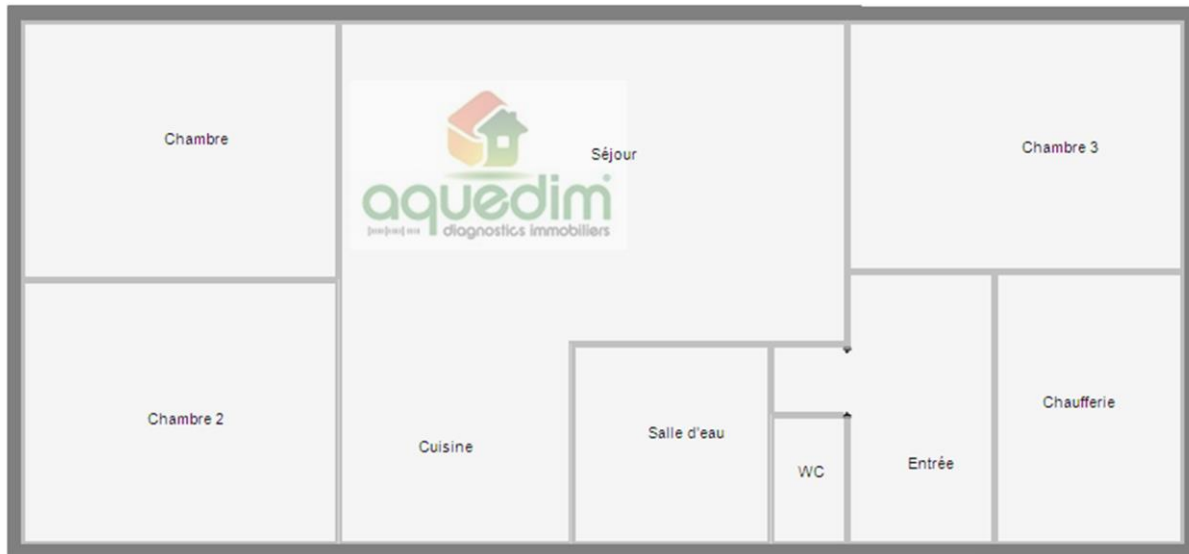 Chambre
Séjour
Chambre 3
aquedim
diagnostics immobiliers
Chambre 2
Cuisine
Salle d'eau
WC
Entrée
Chaufferie